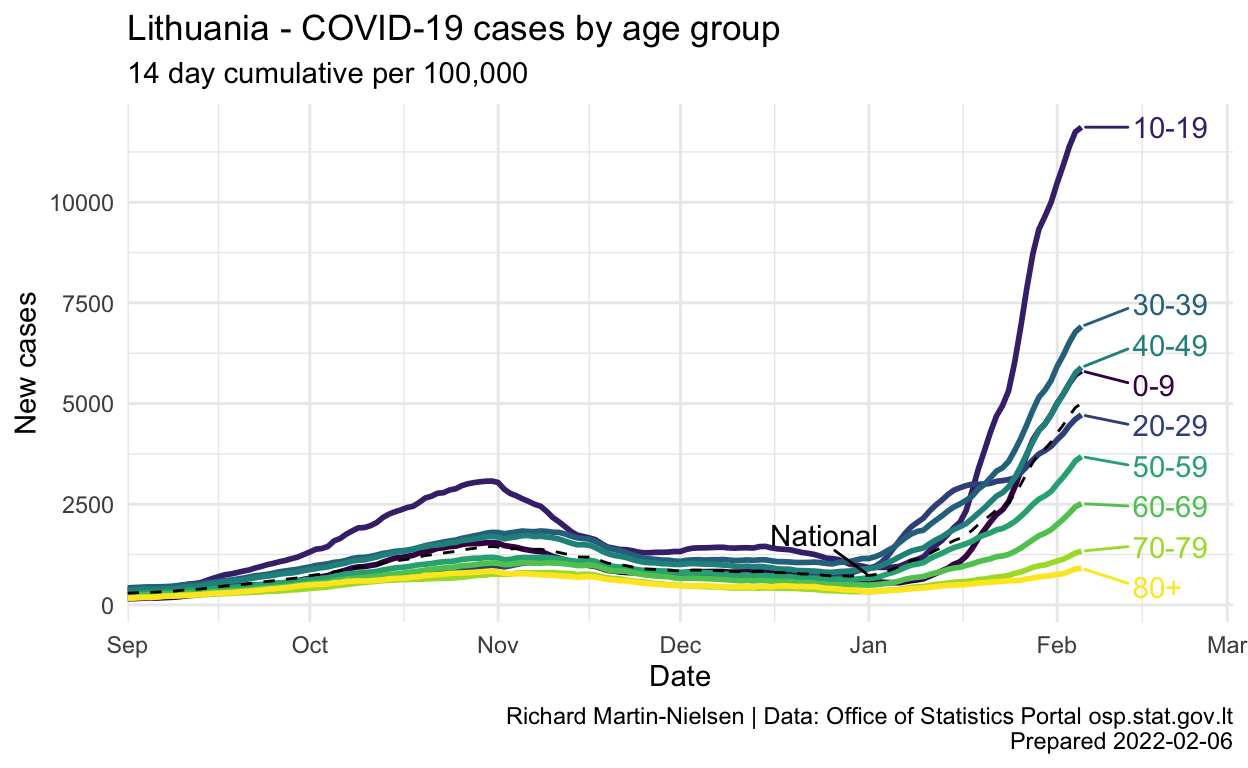 Lithuania - COVID-19 cases by age group
14 day cumulative per 100,000
10-19
10000
30-39
7500
40-49
0-9
5000
20-29
50-59
2500
60-69
National
70-79
80+
0
New cases
Sep Oct Nov Dec Jan Feb Mar
Date
Richard Martin-Nielsen | Data: Office of Statistics Portal osp.stat.gov.lt
Prepared 2022-02-06